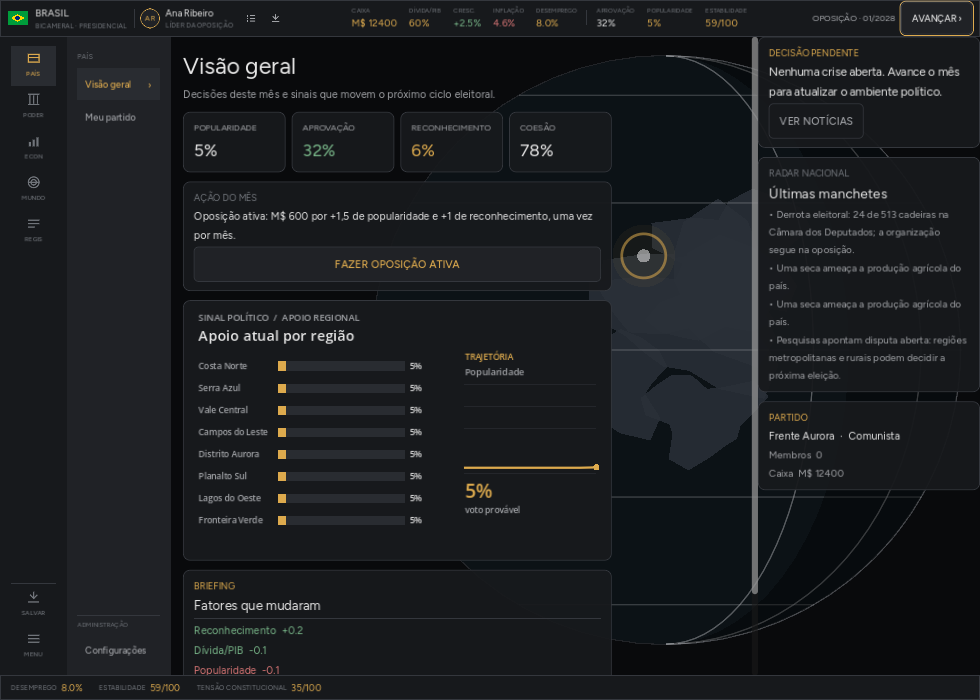 BRASIL
BICAMERAL PRESIDENCIAL
AR
Ana Ribeiro
LÍDER DA OPOSIÇÃO
CAIXA
M$ 12400
DÍVIDA/PIB
60%
CRESC.
+2.5%
INFLAÇÃO
4.6%
DESEMPREGO
8.0%
APROVAÇÃO
32%
POPULARIDADE
5%
ESTABILIDADE
59/100
OPOSIÇÃO · 01/2028
AVANÇAR ›
PAÍS
PODER
ECON
MUNDO
REGIS
SALVAR
MENU
PAÍS
Visão geral ›
Meu partido
ADMINISTRAÇÃO
Configurações
Visão geral
Decisões deste mês e sinais que movem o próximo ciclo eleitoral.
POPULARIDADE
5%
APROVAÇÃO
32%
RECONHECIMENTO
6%
COESÃO
78%
AÇÃO DO MÊS
Oposição ativa: M$ 600 por +1,5 de popularidade e +1 de reconhecimento, uma vez
por mês.
FAZER OPOSIÇÃO ATIVA
SINAL POLÍTICO / APOIO REGIONAL
Apoio atual por região
Costa Norte 5%
Serra Azul 5%
Vale Central 5%
Campos do Leste 5%
Distrito Aurora 5%
Planalto Sul 5%
Lagos do Oeste 5%
Fronteira Verde 5%
TRAJETÓRIA
Popularidade
5%
voto provável
BRIEFING
Fatores que mudaram
Reconhecimento +0.2
Dívida/PIB -0.1
Popularidade -0.1
DECISÃO PENDENTE
Nenhuma crise aberta. Avance o mês
para atualizar o ambiente político.
VER NOTÍCIAS
RADAR NACIONAL
Últimas manchetes
• Derrota eleitoral: 24 de 513 cadeiras na
Câmara dos Deputados; a organização
segue na oposição.
• Uma seca ameaça a produção agrícola do
país.
• Uma seca ameaça a produção agrícola do
país.
• Pesquisas apontam disputa aberta: regiões
metropolitanas e rurais podem decidir a
próxima eleição.
PARTIDO
Frente Aurora · Comunista
Membros 0
Caixa M$ 12400
DESEMPREGO 8.0% ESTABILIDADE 59/100 TENSÃO CONSTITUCIONAL 35/100